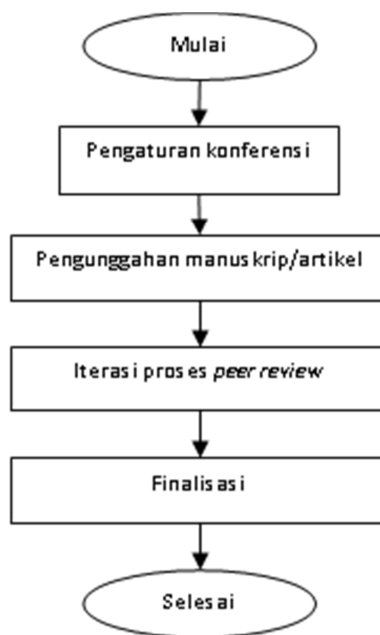 Mulai
Pengaturan konferensi
Pengunggahan manuskrip/artikel
Iterasi proses peer review
Finalisasi
Selesai